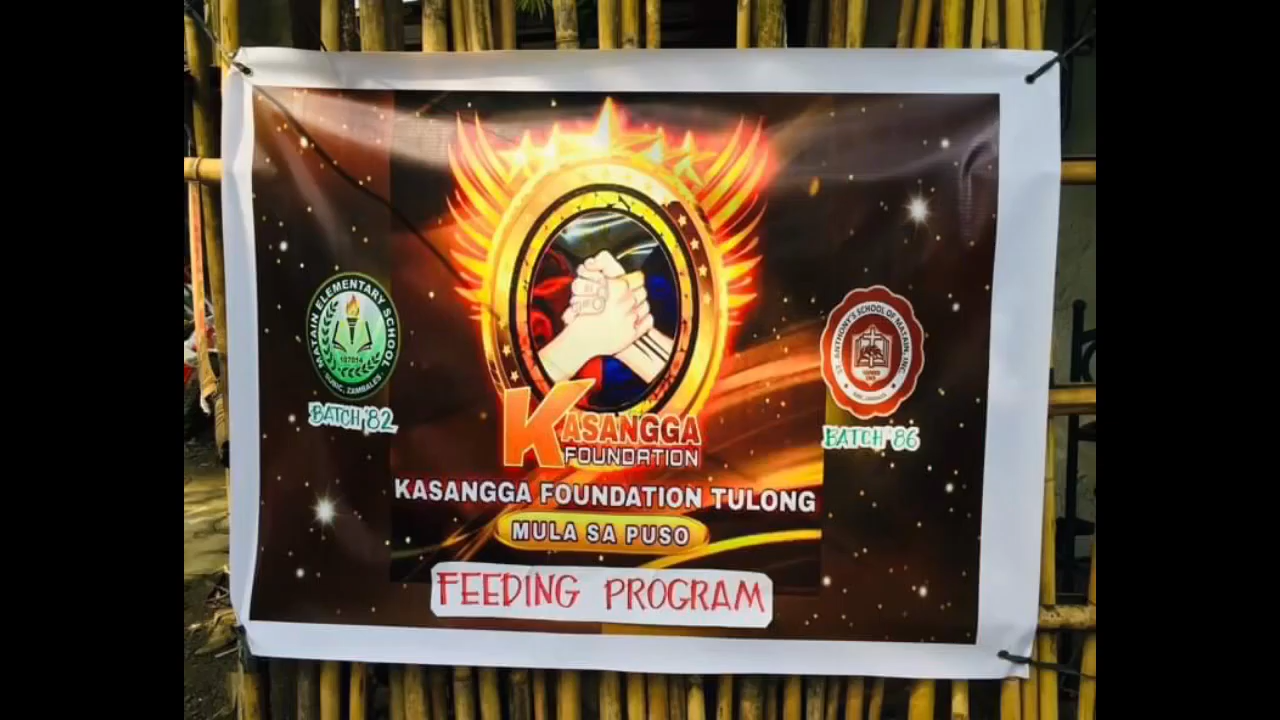 MATAIN ELEMENTARY SCHOOL
107014
SUBIC, ZAMBALES
BATCH '82
KASANGGA
FOUNDATION
ST. ANTHONY'S SCHOOL OF MATAIN, INC.
BATCH '86
KASANGGA FOUNDATION TULONG
MULA SA PUSO
FEEDING PROGRAM